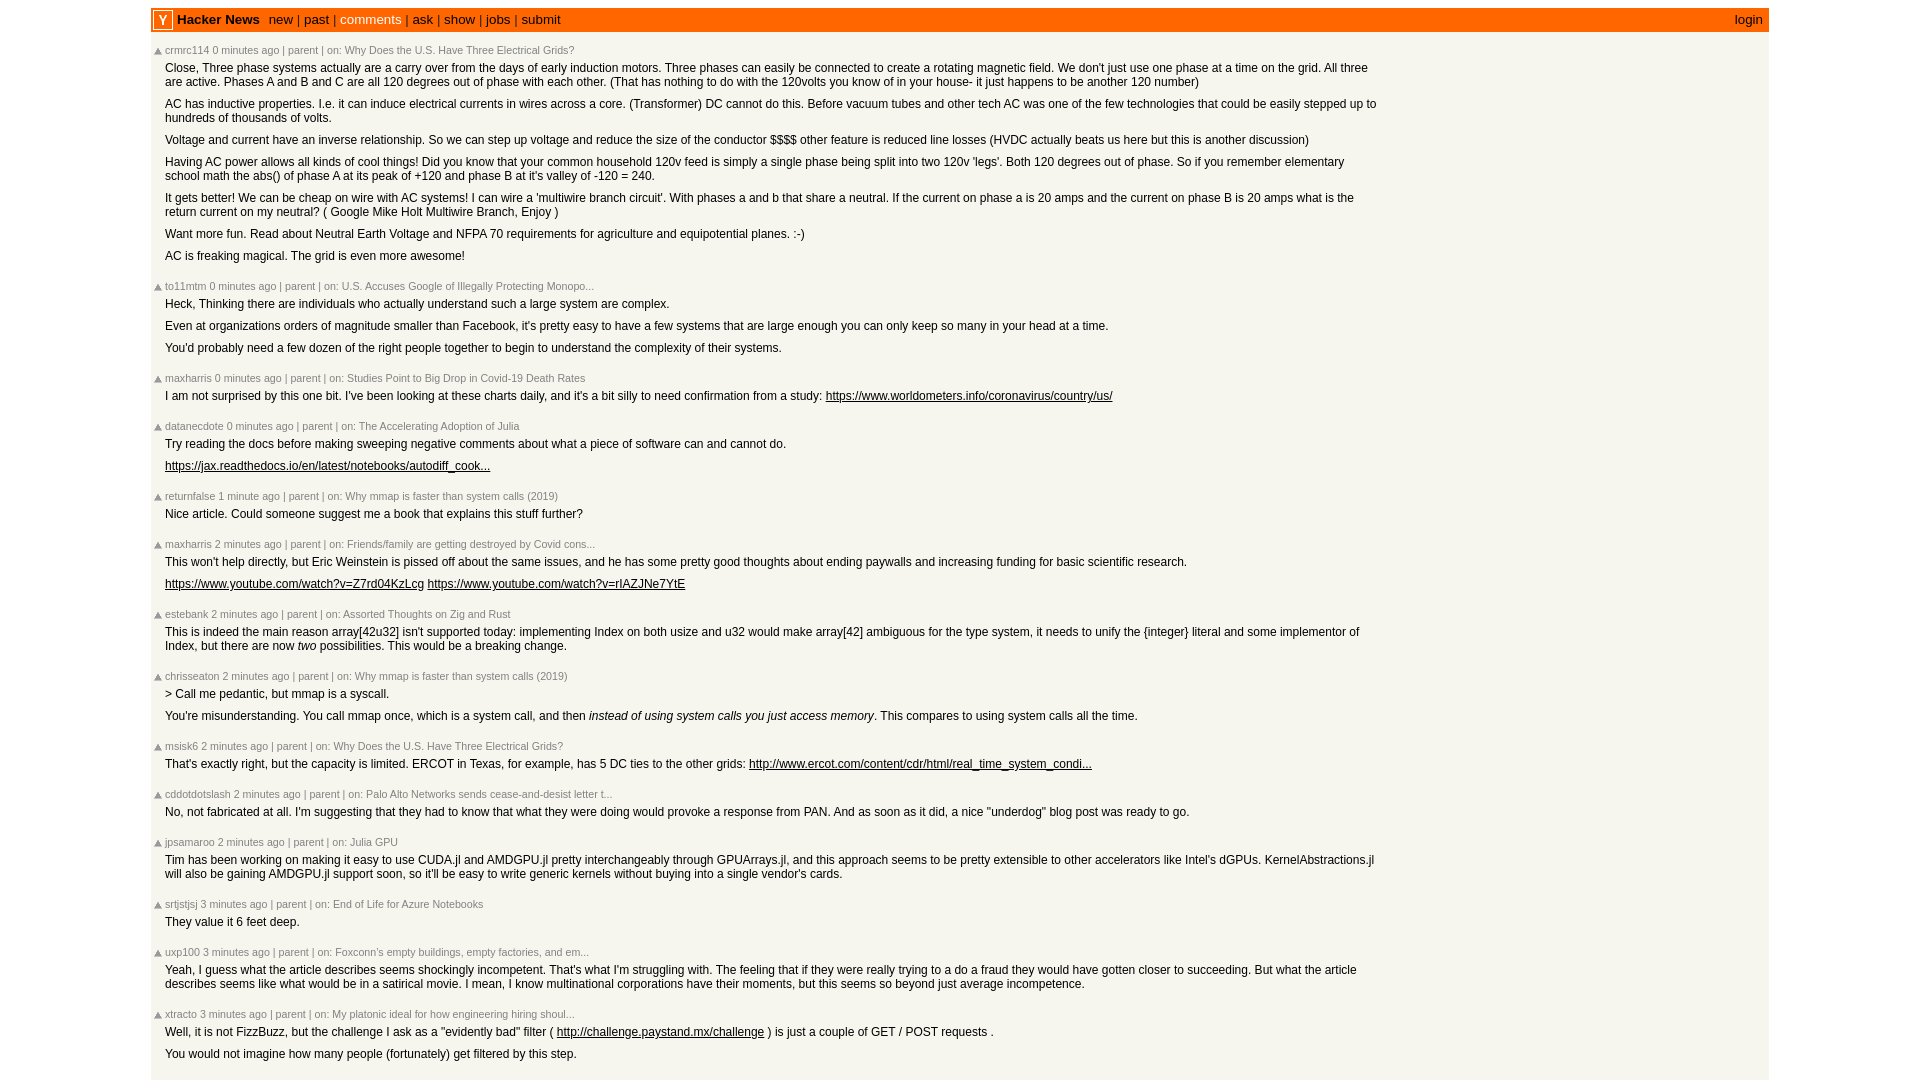 Y Hacker News new | past | comments | ask | show | jobs | submit login
crmrc114 0 minutes ago | parent | on: Why Does the U.S. Have Three Electrical Grids?
Close, Three phase systems actually are a carry over from the days of early induction motors. Three phases can easily be connected to create a rotating magnetic field. We don't just use one phase at a time on the grid. All three
are active. Phases A and B and C are all 120 degrees out of phase with each other. (That has nothing to do with the 120volts you know of in your house- it just happens to be another 120 number)
AC has inductive properties. I.e. it can induce electrical currents in wires across a core. (Transformer) DC cannot do this. Before vacuum tubes and other tech AC was one of the few technologies that could be easily stepped up to
hundreds of thousands of volts.
Voltage and current have an inverse relationship. So we can step up voltage and reduce the size of the conductor $$$$ other feature is reduced line losses (HVDC actually beats us here but this is another discussion)
Having AC power allows all kinds of cool things! Did you know that your common household 120v feed is simply a single phase being split into two 120v 'legs'. Both 120 degrees out of phase. So if you remember elementary
school math the abs() of phase A at its peak of +120 and phase B at it's valley of -120 = 240.
It gets better! We can be cheap on wire with AC systems! I can wire a 'multiwire branch circuit'. With phases a and b that share a neutral. If the current on phase a is 20 amps and the current on phase B is 20 amps what is the
return current on my neutral? ( Google Mike Holt Multiwire Branch, Enjoy )
Want more fun. Read about Neutral Earth Voltage and NFPA 70 requirements for agriculture and equipotential planes. :-)
AC is freaking magical. The grid is even more awesome!
to11mtm 0 minutes ago | parent | on: U.S. Accuses Google of Illegally Protecting Monopo...
Heck, Thinking there are individuals who actually understand such a large system are complex.
Even at organizations orders of magnitude smaller than Facebook, it's pretty easy to have a few systems that are large enough you can only keep so many in your head at a time.
You'd probably need a few dozen of the right people together to begin to understand the complexity of their systems.
maxharris 0 minutes ago | parent | on: Studies Point to Big Drop in Covid-19 Death Rates
I am not surprised by this one bit. I've been looking at these charts daily, and it's a bit silly to need confirmation from a study: https://www.worldometers.info/coronavirus/country/us/
datanecdote 0 minutes ago | parent | on: The Accelerating Adoption of Julia
Try reading the docs before making sweeping negative comments about what a piece of software can and cannot do.
https://jax.readthedocs.io/en/latest/notebooks/autodiff_cook...
returnfalse 1 minute ago | parent | on: Why mmap is faster than system calls (2019)
Nice article. Could someone suggest me a book that explains this stuff further?
maxharris 2 minutes ago | parent | on: Friends/family are getting destroyed by Covid cons...
This won't help directly, but Eric Weinstein is pissed off about the same issues, and he has some pretty good thoughts about ending paywalls and increasing funding for basic scientific research.
https://www.youtube.com/watch?v=Z7rd04KzLcg https://www.youtube.com/watch?v=rIAZJNe7YtE
estebank 2 minutes ago | parent | on: Assorted Thoughts on Zig and Rust
This is indeed the main reason array[42u32] isn't supported today: implementing Index on both usize and u32 would make array[42] ambiguous for the type system, it needs to unify the {integer} literal and some implementor of
Index, but there are now two possibilities. This would be a breaking change.
chrisseaton 2 minutes ago | parent | on: Why mmap is faster than system calls (2019)
> Call me pedantic, but mmap is a syscall.
You're misunderstanding. You call mmap once, which is a system call, and then instead of using system calls you just access memory. This compares to using system calls all the time.
msisk6 2 minutes ago | parent | on: Why Does the U.S. Have Three Electrical Grids?
That's exactly right, but the capacity is limited. ERCOT in Texas, for example, has 5 DC ties to the other grids: http://www.ercot.com/content/cdr/html/real_time_system_condi...
cddotdotslash 2 minutes ago | parent | on: Palo Alto Networks sends cease-and-desist letter t...
No, not fabricated at all. I'm suggesting that they had to know that what they were doing would provoke a response from PAN. And as soon as it did, a nice "underdog" blog post was ready to go.
jpsamaroo 2 minutes ago | parent | on: Julia GPU
Tim has been working on making it easy to use CUDA.jl and AMDGPU.jl pretty interchangeably through GPUArrays.jl, and this approach seems to be pretty extensible to other accelerators like Intel's dGPUs. KernelAbstractions.jl
will also be gaining AMDGPU.jl support soon, so it'll be easy to write generic kernels without buying into a single vendor's cards.
srtjstjsj 3 minutes ago | parent | on: End of Life for Azure Notebooks
They value it 6 feet deep.
uxp100 3 minutes ago | parent | on: Foxconn's empty buildings, empty factories, and em...
Yeah, I guess what the article describes seems shockingly incompetent. That's what I'm struggling with. The feeling that if they were really trying to a do a fraud they would have gotten closer to succeeding. But what the article
describes seems like what would be in a satirical movie. I mean, I know multinational corporations have their moments, but this seems so beyond just average incompetence.
xtracto 3 minutes ago | parent | on: My platonic ideal for how engineering hiring shoul...
Well, it is not FizzBuzz, but the challenge I ask as a "evidently bad" filter ( http://challenge.paystand.mx/challenge ) is just a couple of GET / POST requests .
You would not imagine how many people (fortunately) get filtered by this step.